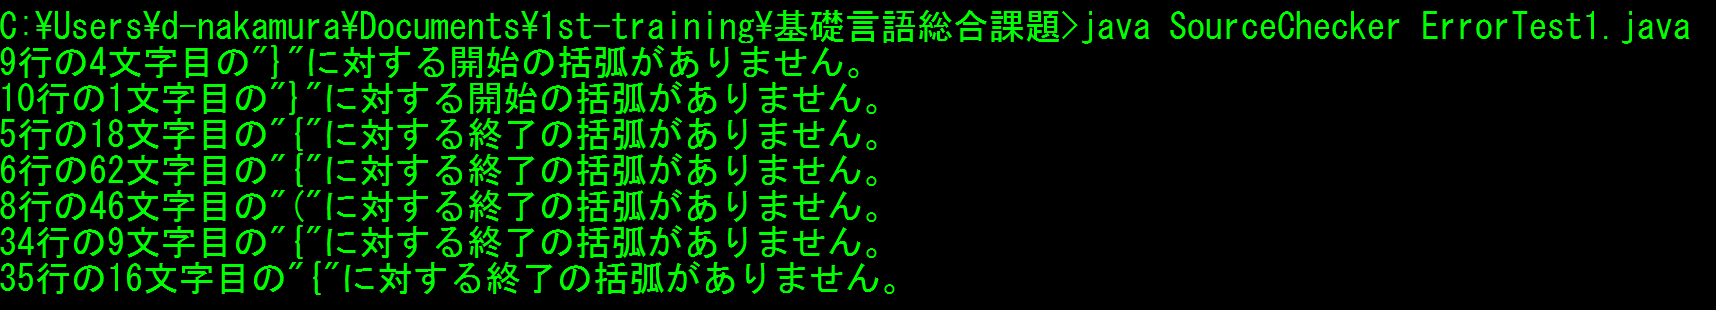 C:¥Users¥d-nakamura¥Documents¥1st-training¥基礎言語総合課題>java SourceChecker ErrorTest1.java
9行の4文字目の"}"に対する開始の括弧がありません。
10行の1文字目の"}"に対する開始の括弧がありません。
5行の18文字目の"{"に対する終了の括弧がありません。
6行の62文字目の"{"に対する終了の括弧がありません。
8行の46文字目の"("に対する終了の括弧がありません。
34行の9文字目の"{"に対する終了の括弧がありません。
35行の16文字目の"{"に対する終了の括弧がありません。